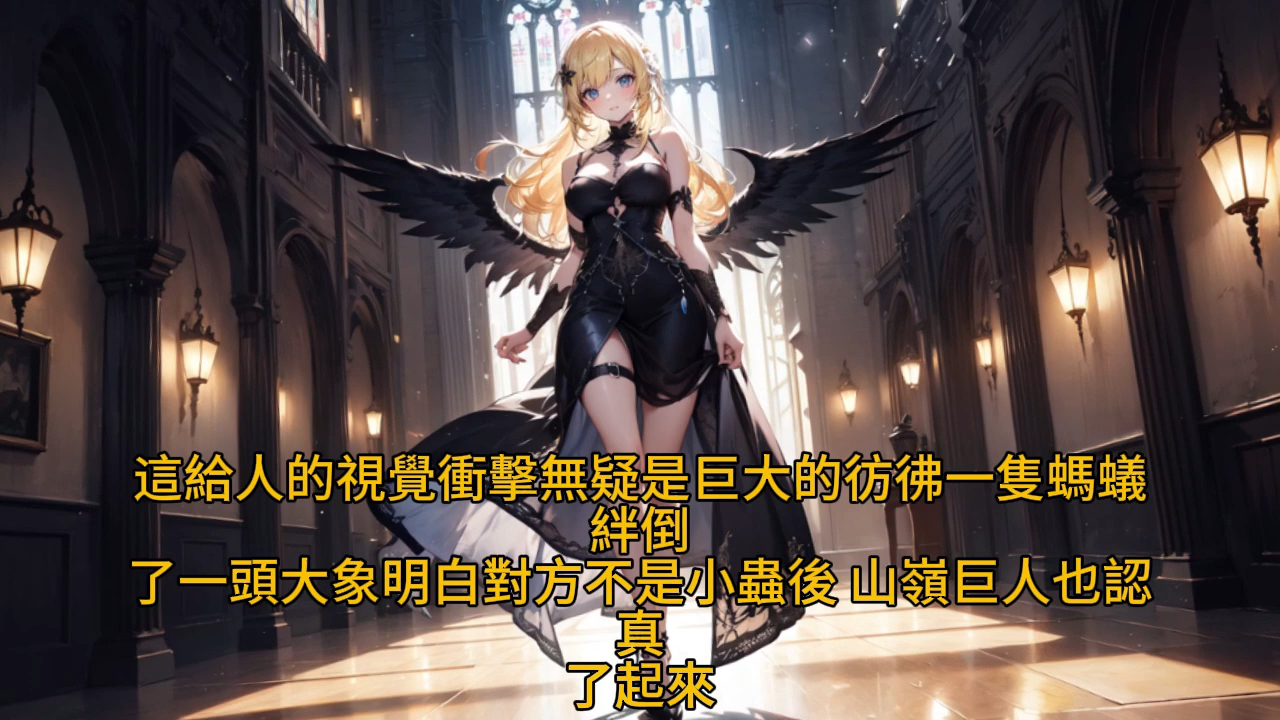 這給人的視覺衝擊無疑是巨大的彷彿一隻螞蟻
絆倒
了一頭大象明白對方不是小蟲後 山嶺巨人也認
真
了起來